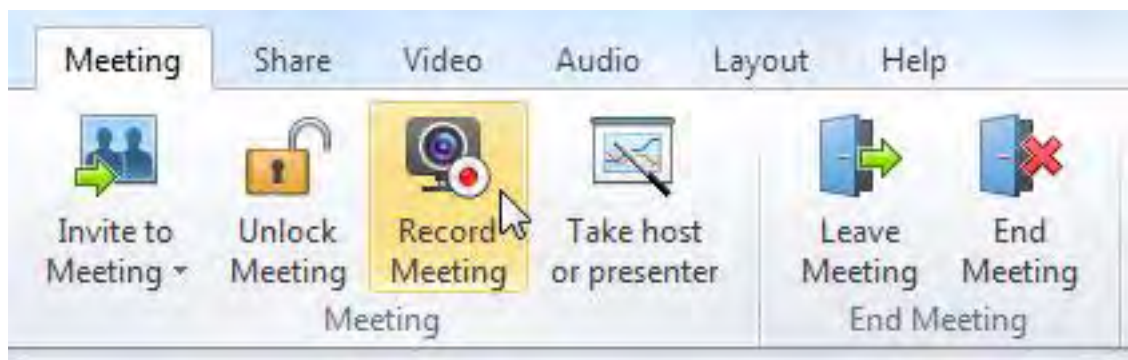 Meeting Share Video Audio Layout Help
Invite to Meeting
Unlock Meeting
Record Meeting
Take host or presenter
Leave Meeting
End Meeting
Meeting
End Meeting